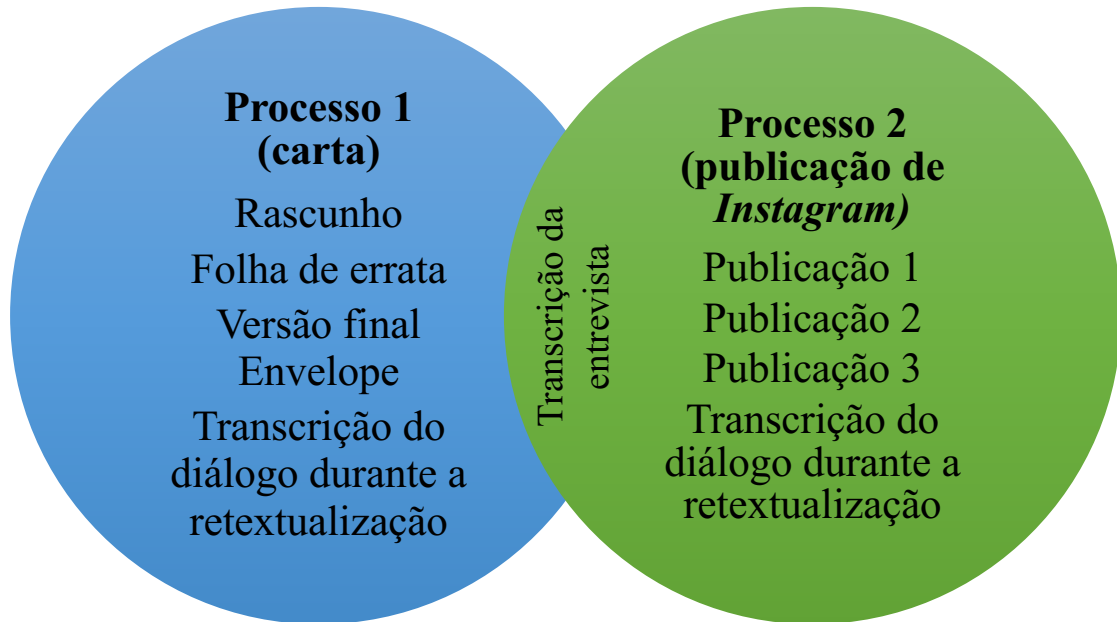 Processo 1
(carta)
Rascunho
Folha de errata
Versão final
Envelope
Transcrição do
diálogo durante a
retextualização
Transcrição da
entrevista
Processo 2
(publicação de
Instagram)
Publicação 1
Publicação 2
Publicação 3
Transcrição do
diálogo durante a
retextualização